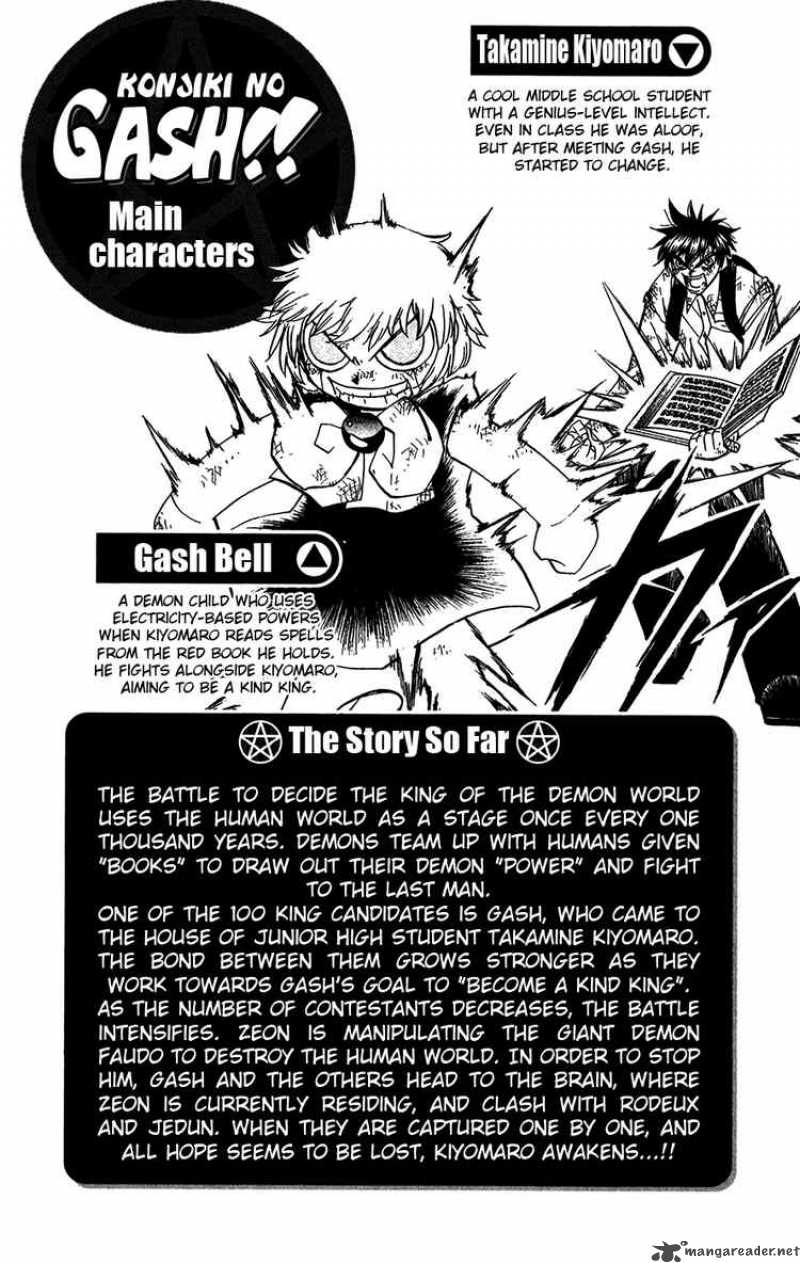 KONJIKI NO
GASH!!
Main
characters
Takamine Kiyomaro
A COOL MIDDLE SCHOOL STUDENT
WITH A GENIUS-LEVEL INTELLECT.
EVEN IN CLASS HE WAS ALOOF,
BUT AFTER MEETING GASH, HE
STARTED TO CHANGE.
Gash Bell
A DEMON CHILD WHO USES
ELECTRICITY-BASED POWERS
WHEN KIYOMARO READS SPELLS
FROM THE RED BOOK HE HOLDS.
HE FIGHTS ALONGSIDE KIYOMARO,
AIMING TO BE A KIND KING.
カッ
The Story So Far
THE BATTLE TO DECIDE THE KING OF THE DEMON WORLD
USES THE HUMAN WORLD AS A STAGE ONCE EVERY ONE
THOUSAND YEARS. DEMONS TEAM UP WITH HUMANS GIVEN
"BOOKS" TO DRAW OUT THEIR DEMON "POWER" AND FIGHT
TO THE LAST MAN.
ONE OF THE 100 KING CANDIDATES IS GASH, WHO CAME TO
THE HOUSE OF JUNIOR HIGH STUDENT TAKAMINE KIYOMARO.
THE BOND BETWEEN THEM GROWS STRONGER AS THEY
WORK TOWARDS GASH'S GOAL TO "BECOME A KIND KING".
AS THE NUMBER OF CONTESTANTS DECREASES, THE BATTLE
INTENSIFIES. ZEON IS MANIPULATING THE GIANT DEMON
FAUDO TO DESTROY THE HUMAN WORLD. IN ORDER TO STOP
HIM, GASH AND THE OTHERS HEAD TO THE BRAIN, WHERE
ZEON IS CURRENTLY RESIDING, AND CLASH WITH RODEUX
AND JEDUN. WHEN THEY ARE CAPTURED ONE BY ONE, AND
ALL HOPE SEEMS TO BE LOST, KIYOMARO AWAKENS...!!
mangareader.net